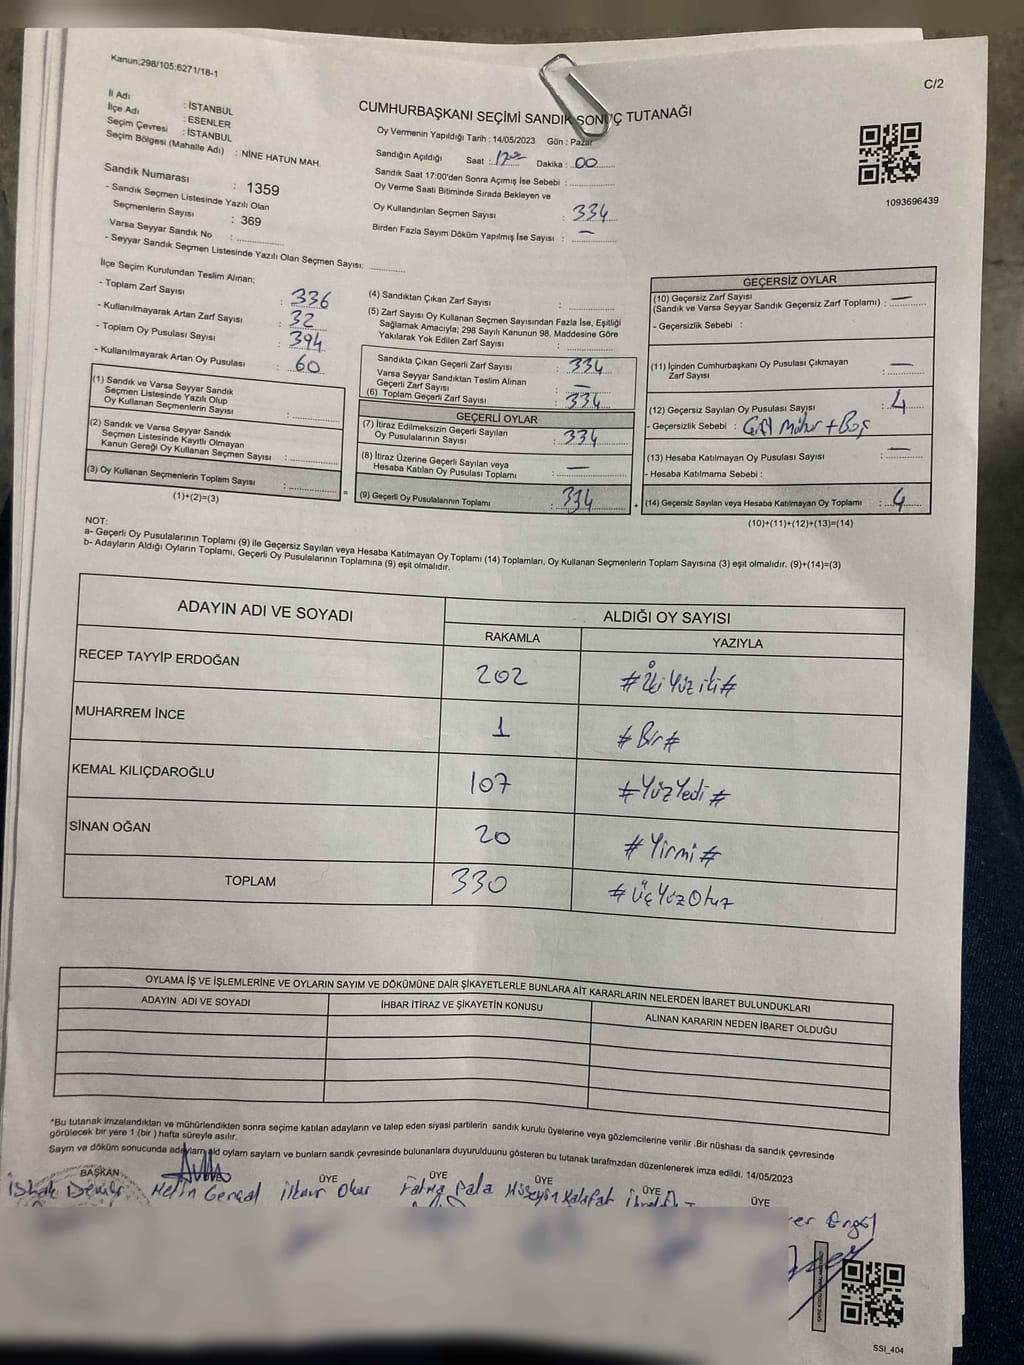 Kanun;298/105;6271/18-1
C/2
CUMHURBAŞKANI SEÇİMİ SANDIK SONUÇ TUTANAĞI
İl Adı : İSTANBUL
İlçe Adı : ESENLER
Seçim Çevresi : İSTANBUL
Seçim Bölgesi (Mahalle Adı) : NİNE HATUN MAH.
Sandık Numarası : 1359
- Sandık Seçmen Listesinde Yazılı Olan
Seçmenlerin Sayısı : 369
Varsa Seyyar Sandık No :
- Seyyar Sandık Seçmen Listesinde Yazılı Olan Seçmen Sayısı:
Oy Vermenin Yapıldığı Tarih : 14/05/2023 Gün : Pazar
Sandığın Açıldığı Saat : 17:00 Dakika : 00
Sandık Saat 17:00'den Sonra Açımış İse Sebebi :
Oy Verme Saati Bitiminde Sırada Bekleyen ve
Oy Kullandırılan Seçmen Sayısı : 334
Birden Fazla Sayım Döküm Yapılmış İse Sayısı : —
1093696439
İlçe Seçim Kurulundan Teslim Alınan;
- Toplam Zarf Sayısı : 336
- Kullanılmayarak Artan Zarf Sayısı : 32
- Toplam Oy Pusulası Sayısı : 394
- Kullanılmayarak Artan Oy Pusulası : 60
(1) Sandık ve Varsa Seyyar Sandık
Seçmen Listesinde Yazılı Olup
Oy Kullanan Seçmenlerin Sayısı :
(2) Sandık ve Varsa Seyyar Sandık
Seçmen Listesinde Kayıtlı Olmayan
Kanun Gereği Oy Kullanan Seçmen Sayısı :
(3) Oy Kullanan Seçmenlerin Toplam Sayısı :
(1)+(2)=(3)
(4) Sandıktan Çıkan Zarf Sayısı :
(5) Zarf Sayısı Oy Kullanan Seçmen Sayısından Fazla İse, Eşitliği
Sağlamak Amacıyla; 298 Sayılı Kanunun 98. Maddesine Göre
Yakılarak Yok Edilen Zarf Sayısı :
Sandıkta Çıkan Geçerli Zarf Sayısı : 334
Varsa Seyyar Sandıktan Teslim Alınan
Geçerli Zarf Sayısı : —
(6) Toplam Geçerli Zarf Sayısı : 334
GEÇERLİ OYLAR
(7) İtiraz Edilmeksizin Geçerli Sayılan
Oy Pusulalarının Sayısı : 334
(8) İtiraz Üzerine Geçerli Sayılan veya
Hesaba Katılan Oy Pusulası Toplamı : —
= (9) Geçerli Oy Pusulalarının Toplamı : 334
GEÇERSİZ OYLAR
(10) Geçersiz Zarf Sayısı
(Sandık ve Varsa Seyyar Sandık Geçersiz Zarf Toplamı) : —
- Geçersizlik Sebebi :
(11) İçinden Cumhurbaşkanı Oy Pusulası Çıkmayan
Zarf Sayısı : —
(12) Geçersiz Sayılan Oy Pusulası Sayısı : 4
- Geçersizlik Sebebi : Çift Mühür + Boş
(13) Hesaba Katılmayan Oy Pusulası Sayısı : —
- Hesaba Katılmama Sebebi :
+ (14) Geçersiz Sayılan veya Hesaba Katılmayan Oy Toplamı : 4
(10)+(11)+(12)+(13)=(14)
NOT:
a- Geçerli Oy Pusulalarının Toplamı (9) ile Geçersiz Sayılan veya Hesaba Katılmayan Oy Toplamı (14) Toplamları, Oy Kullanan Seçmenlerin Toplam Sayısına (3) eşit olmalıdır. (9)+(14)=(3)
b- Adayların Aldığı Oyların Toplamı, Geçerli Oy Pusulalarının Toplamına (9) eşit olmalıdır.
ADAYIN ADI VE SOYADI ALDIĞI OY SAYISI
RAKAMLA YAZIYLA
RECEP TAYYİP ERDOĞAN 202 #İki Yüz iki#
MUHARREM İNCE 1 #Bir#
KEMAL KILIÇDAROĞLU 107 #YüzYedi#
SİNAN OĞAN 20 #Yirmi#
TOPLAM 330 #ÜçYüzOtuz
OYLAMA İŞ VE İŞLEMLERİNE VE OYLARIN SAYIM VE DÖKÜMÜNE DAİR ŞİKAYETLERLE BUNLARA AİT KARARLARIN NELERDEN İBARET BULUNDUKLARI
ADAYIN ADI VE SOYADI İHBAR İTİRAZ VE ŞİKAYETİN KONUSU ALINAN KARARIN NEDEN İBARET OLDUĞU
*Bu tutanak imzalandıktan ve mühürlendikten sonra seçime katılan adayların ve talep eden siyasi partilerin sandık kurulu üyelerine veya gözlemcilerine verilir .Bir nüshası da sandık çevresinde
görülecek bir yere 1 (bir ) hafta süreyle asılır.
Sayım ve döküm sonucunda adayların aldığı oyların sayıları ve bunların sandık çevresinde bulunanlara duyurulduğunu gösteren bu tutanak tarafımızdan düzenlenerek imza edildi. 14/05/2023
BAŞKAN ÜYE ÜYE ÜYE ÜYE ÜYE
İshak Demir Metin Gençal İlknur Okur Fatma Pala Hüseyin Kalafat
SSI_404